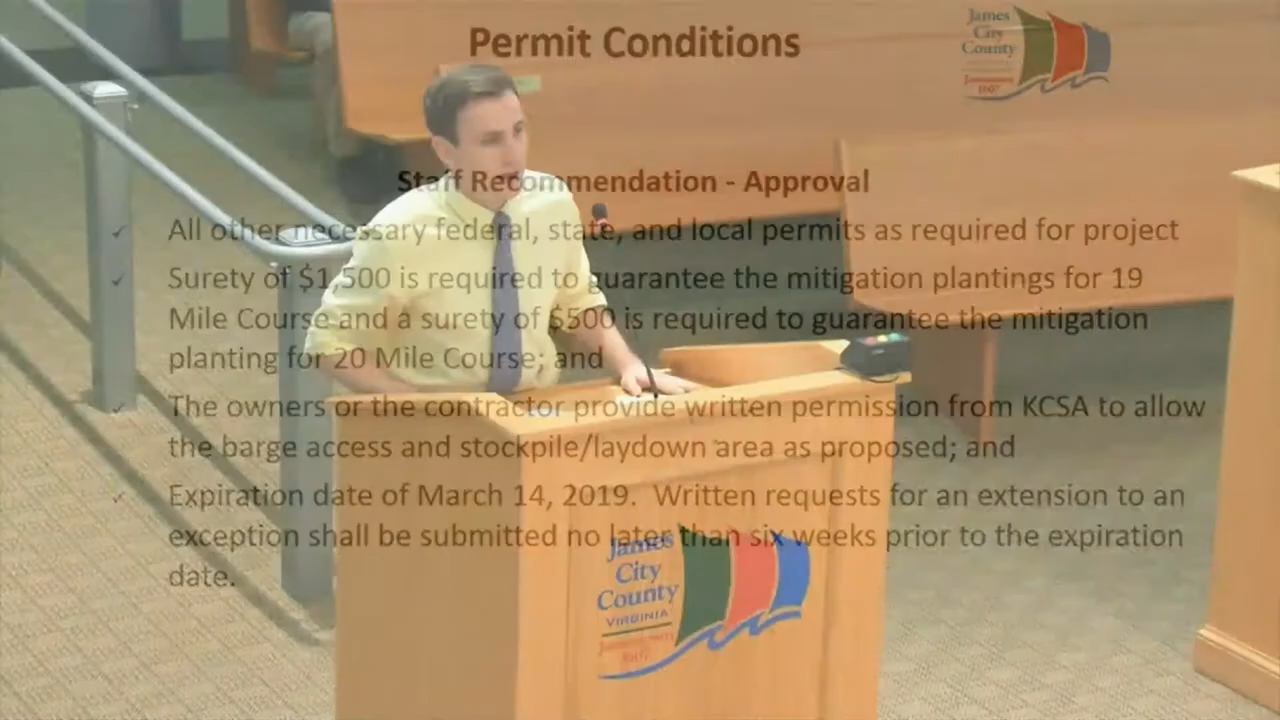 Permit Conditions
James
City
County
Jamestown
1607
Staff Recommendation - Approval
All other necessary federal, state, and local permits as required for project
Surety of $1,500 is required to guarantee the mitigation plantings for 19
Mile Course and a surety of $500 is required to guarantee the mitigation
planting for 20 Mile Course; and
The owners or the contractor provide written permission from KCSA to allow
the barge access and stockpile/laydown area as proposed; and
Expiration date of March 14, 2019. Written requests for an extension to an
exception shall be submitted no later than six weeks prior to the expiration
date.
James
City
County
VIRGINIA
Jamestown
1607